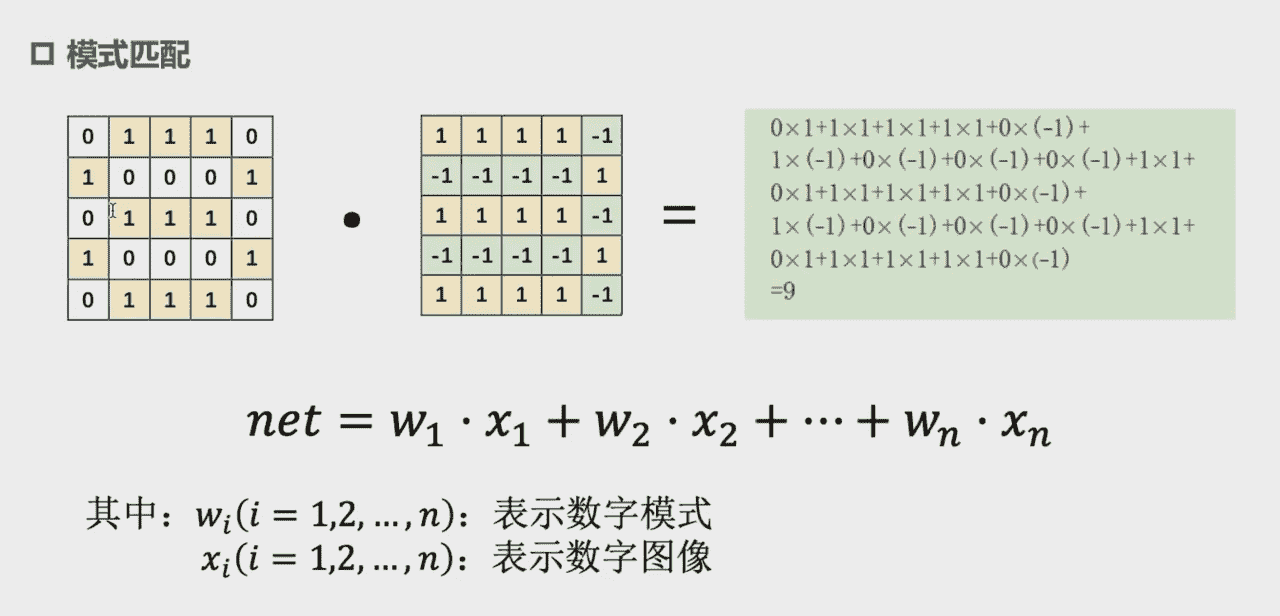 模式匹配
0 1 1 1 0
1 0 0 0 1
0 1 1 1 0
1 0 0 0 1
0 1 1 1 0
·
1 1 1 1 -1
-1 -1 -1 -1 1
1 1 1 1 -1
-1 -1 -1 -1 1
1 1 1 1 -1
=
0×1+1×1+1×1+1×1+0×(-1)+
1×(-1)+0×(-1)+0×(-1)+0×(-1)+1×1+
0×1+1×1+1×1+1×1+0×(-1)+
1×(-1)+0×(-1)+0×(-1)+0×(-1)+1×1+
0×1+1×1+1×1+1×1+0×(-1)
=9
net = w₁ · x₁ + w₂ · x₂ + ⋯ + wₙ · xₙ
其中：wᵢ(i = 1,2, …, n)：表示数字模式
xᵢ(i = 1,2, …, n)：表示数字图像